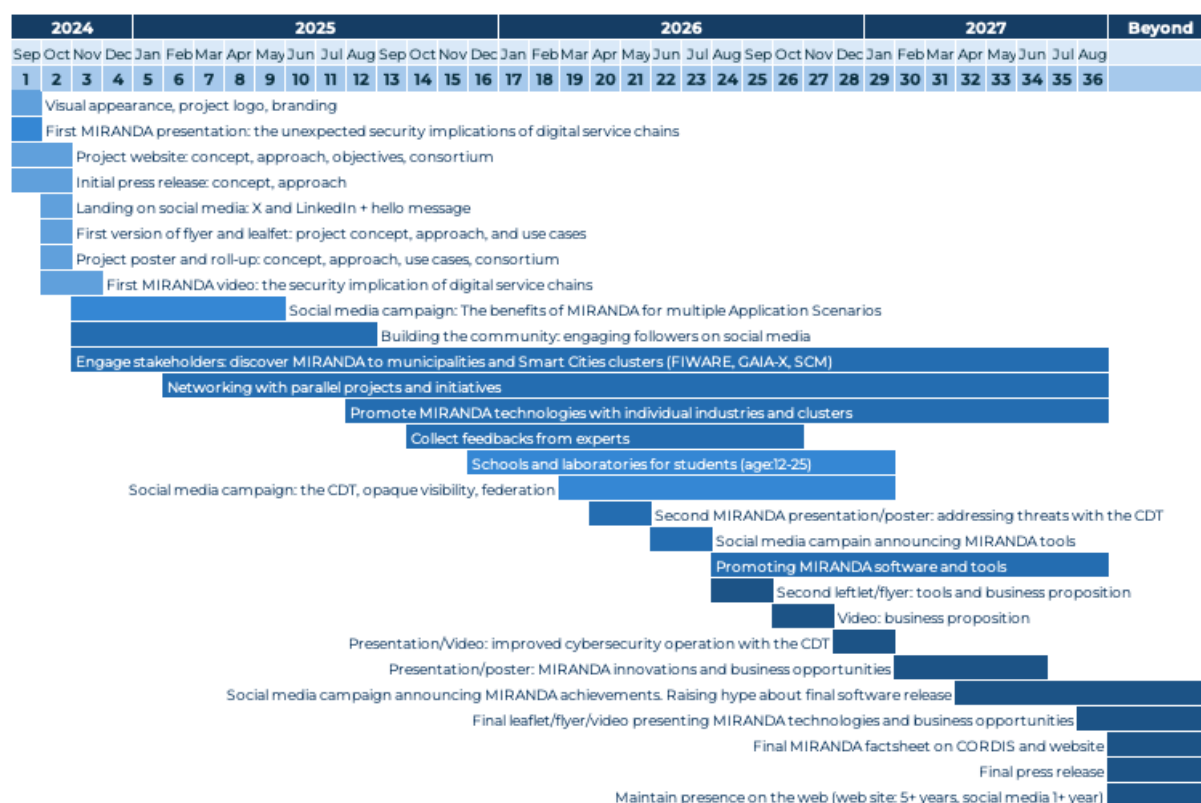 2024 2025 2026 2027 Beyond
Sep Oct Nov Dec Jan Feb Mar Apr May Jun Jul Aug Sep Oct Nov Dec Jan Feb Mar Apr May Jun Jul Aug Sep Oct Nov Dec Jan Feb Mar Apr May Jun Jul Aug
1 2 3 4 5 6 7 8 9 10 11 12 13 14 15 16 17 18 19 20 21 22 23 24 25 26 27 28 29 30 31 32 33 34 35 36
Visual appearance, project logo, branding
First MIRANDA presentation: the unexpected security implications of digital service chains
Project website: concept, approach, objectives, consortium
Initial press release: concept, approach
Landing on social media: X and LinkedIn + hello message
First version of flyer and lealfet: project concept, approach, and use cases
Project poster and roll-up: concept, approach, use cases, consortium
First MIRANDA video: the security implication of digital service chains
Social media campaign: The benefits of MIRANDA for multiple Application Scenarios
Building the community: engaging followers on social media
Engage stakeholders: discover MIRANDA to municipalities and Smart Cities clusters (FIWARE, GAIA-X, SCM)
Networking with parallel projects and initiatives
Promote MIRANDA technologies with individual industries and clusters
Collect feedbacks from experts
Schools and laboratories for students (age:12-25)
Social media campaign: the CDT, opaque visibility, federation
Second MIRANDA presentation/poster: addressing threats with the CDT
Social media campain announcing MIRANDA tools
Promoting MIRANDA software and tools
Second leftlet/flyer: tools and business proposition
Video: business proposition
Presentation/Video: improved cybersecurity operation with the CDT
Presentation/poster: MIRANDA innovations and business opportunities
Social media campaign announcing MIRANDA achievements. Raising hype about final software release
Final leaflet/flyer/video presenting MIRANDA technologies and business opportunities
Final MIRANDA factsheet on CORDIS and website
Final press release
Maintain presence on the web (web site: 5+ years, social media 1+ year)